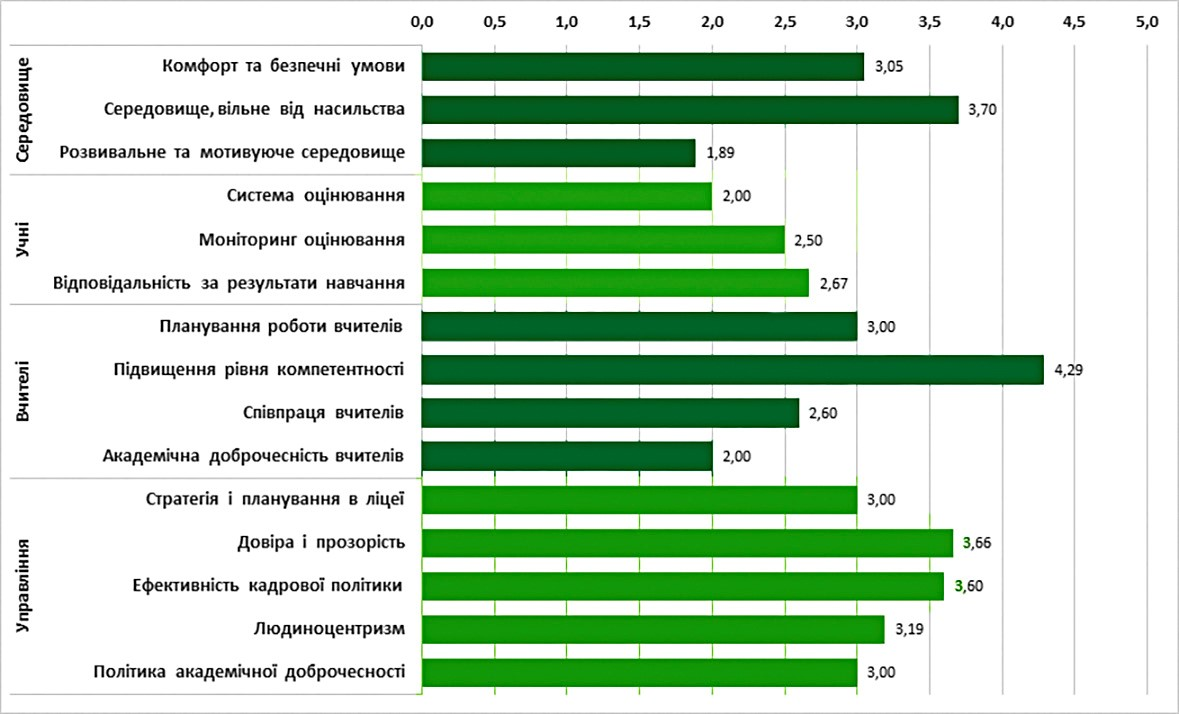 0,0 0,5 1,0 1,5 2,0 2,5 3,0 3,5 4,0 4,5 5,0
Середовище
Комфорт та безпечні умови 3,05
Середовище, вільне від насильства 3,70
Розвивальне та мотивуюче середовище 1,89
Учні
Система оцінювання 2,00
Моніторинг оцінювання 2,50
Відповідальність за результати навчання 2,67
Вчителі
Планування роботи вчителів 3,00
Підвищення рівня компетентності 4,29
Співпраця вчителів 2,60
Академічна доброчесність вчителів 2,00
Управління
Стратегія і планування в ліцеї 3,00
Довіра і прозорість 3,66
Ефективність кадрової політики 3,60
Людиноцентризм 3,19
Політика академічної доброчесності 3,00